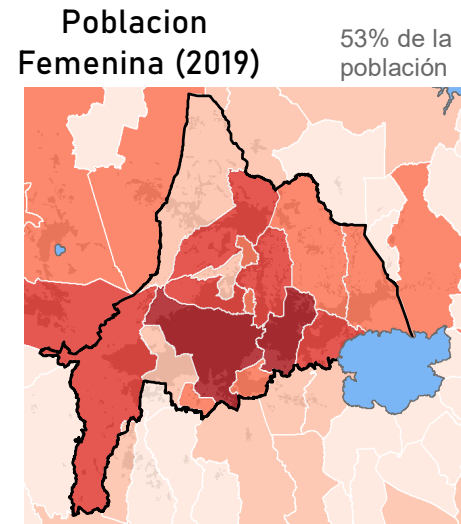 Poblacion
Femenina (2019)
53% de la
población